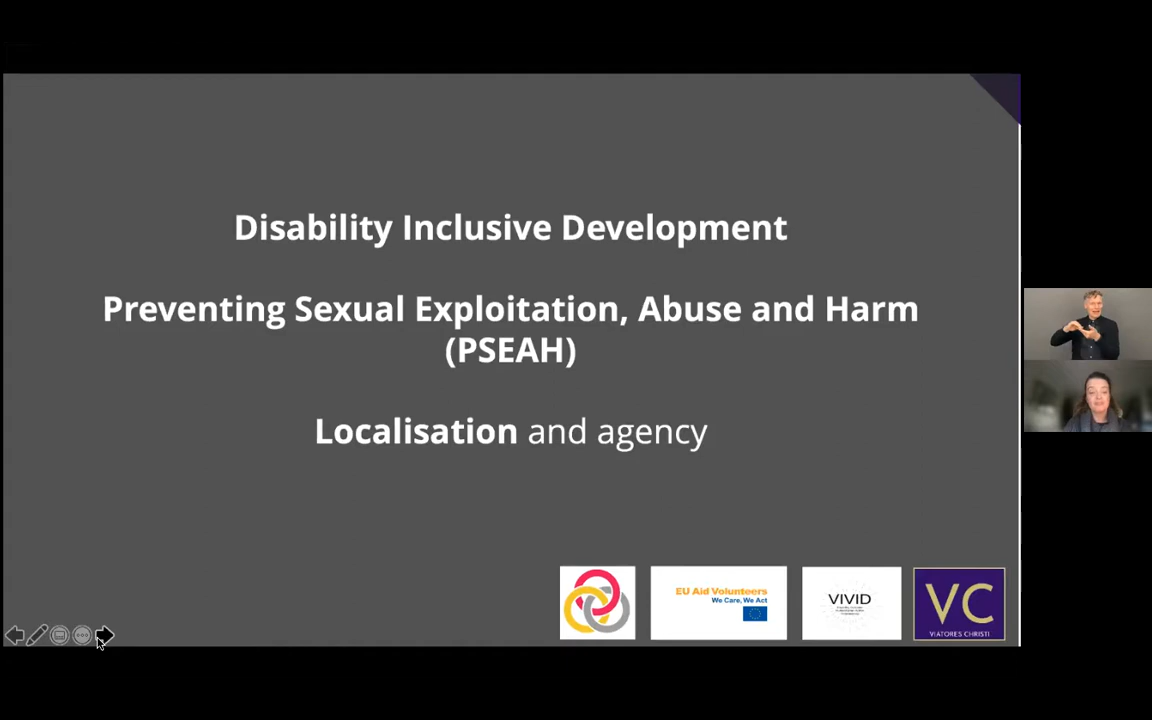 Disability Inclusive Development
Preventing Sexual Exploitation, Abuse and Harm
(PSEAH)
Localisation and agency
EU Aid Volunteers
We Care, We Act
VIVID
VC
VIATORES CHRISTI